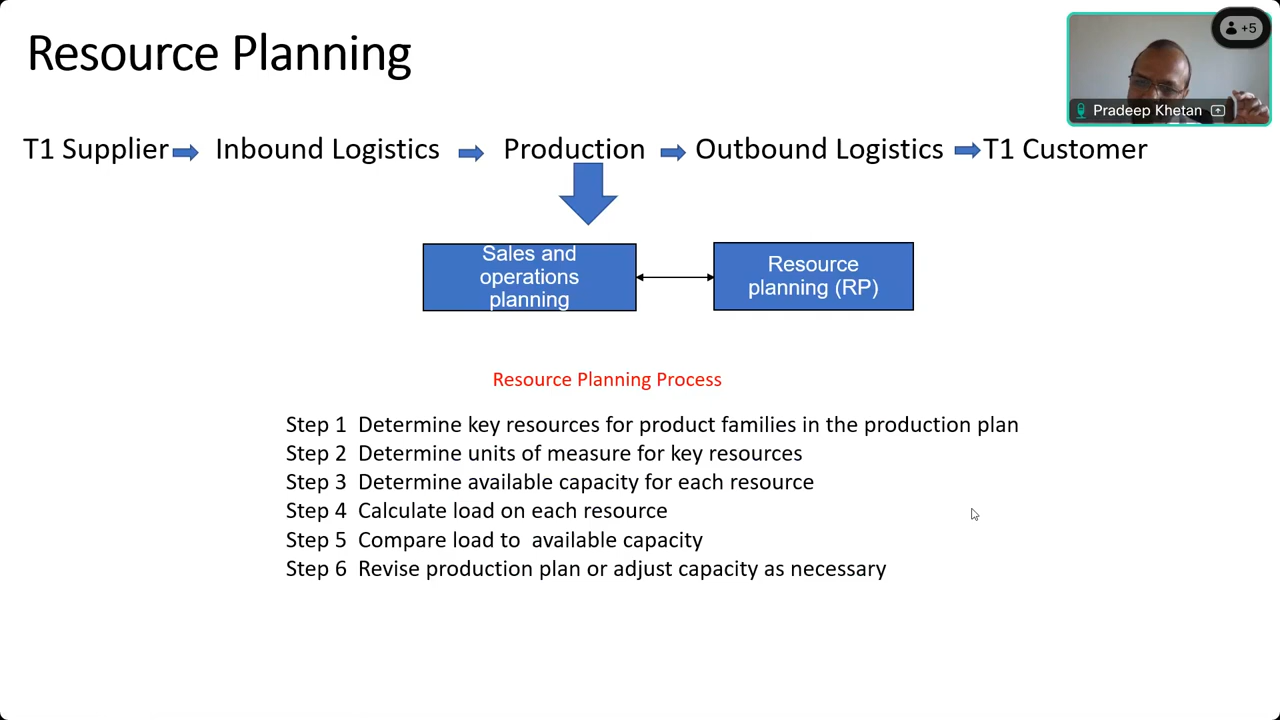 Resource Planning
+5
Pradeep Khetan
T1 Supplier Inbound Logistics Production Outbound Logistics T1 Customer
Sales and
operations
planning
Resource
planning (RP)
Resource Planning Process
Step 1 Determine key resources for product families in the production plan
Step 2 Determine units of measure for key resources
Step 3 Determine available capacity for each resource
Step 4 Calculate load on each resource
Step 5 Compare load to available capacity
Step 6 Revise production plan or adjust capacity as necessary